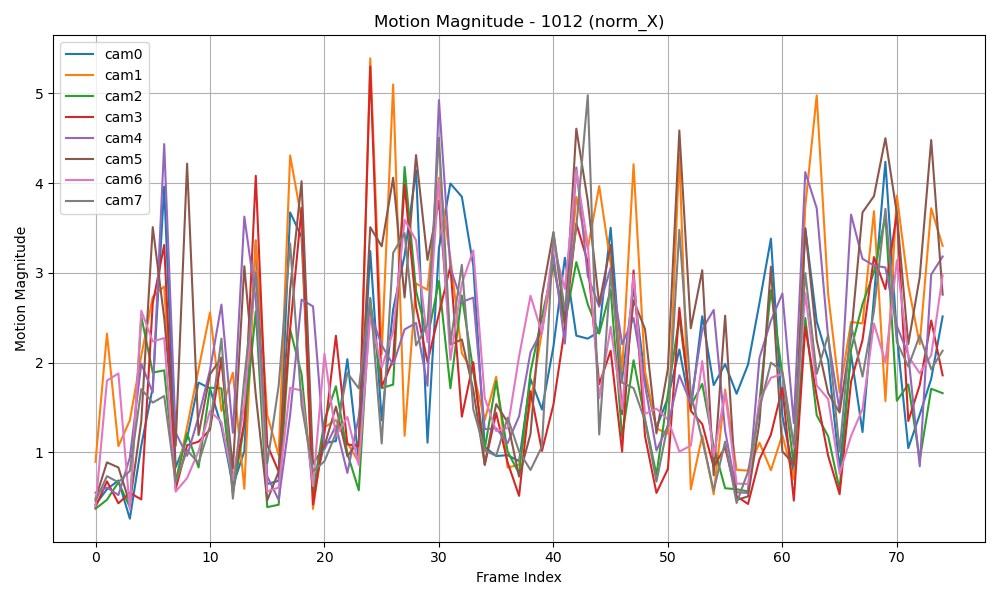 Motion Magnitude - 1012 (norm_X)
cam0
cam1
cam2
cam3
cam4
cam5
cam6
cam7
Motion Magnitude
5
4
3
2
1
0 10 20 30 40 50 60 70
Frame Index